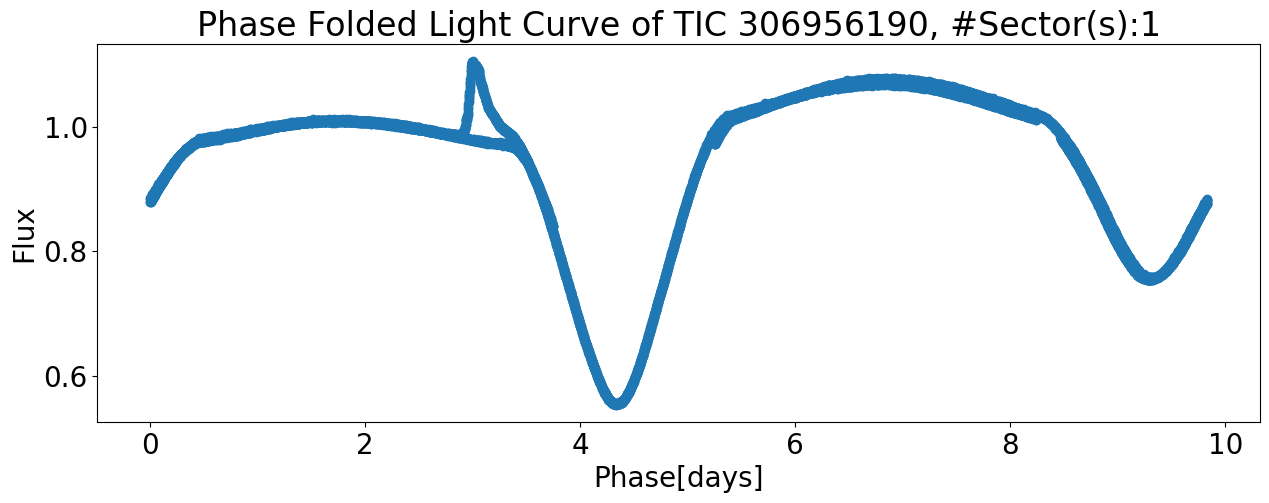 Phase Folded Light Curve of TIC 306956190, #Sector(s):1
1.0
0.8
0.6
Flux
0 2 4 6 8 10
Phase[days]